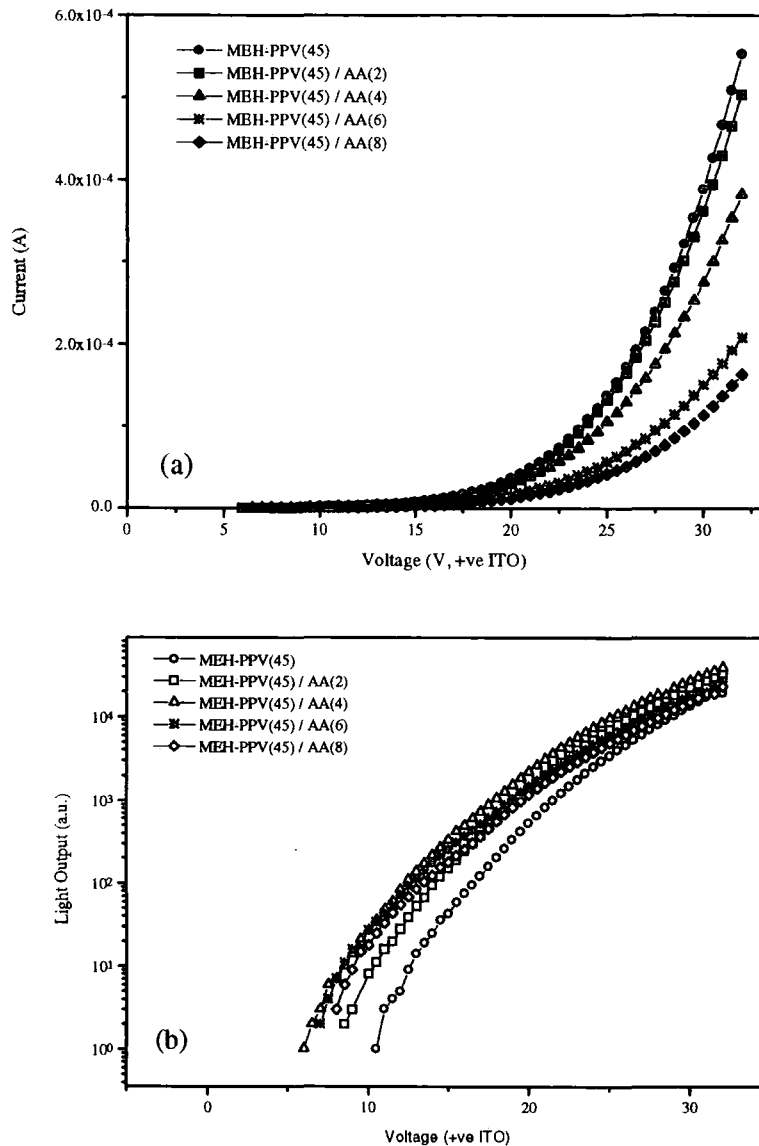 6.0x10⁻⁴
MEH-PPV(45)
MEH-PPV(45) / AA(2)
MEH-PPV(45) / AA(4)
MEH-PPV(45) / AA(6)
MEH-PPV(45) / AA(8)
4.0x10⁻⁴
Current (A)
2.0x10⁻⁴
(a)
0.0
0 5 10 15 20 25 30
Voltage (V, +ve ITO)
MEH-PPV(45)
MEH-PPV(45) / AA(2)
MEH-PPV(45) / AA(4)
MEH-PPV(45) / AA(6)
MEH-PPV(45) / AA(8)
10⁴
10³
Light Output (a.u.)
10²
10¹
10⁰
(b)
0 10 20 30
Voltage (+ve ITO)